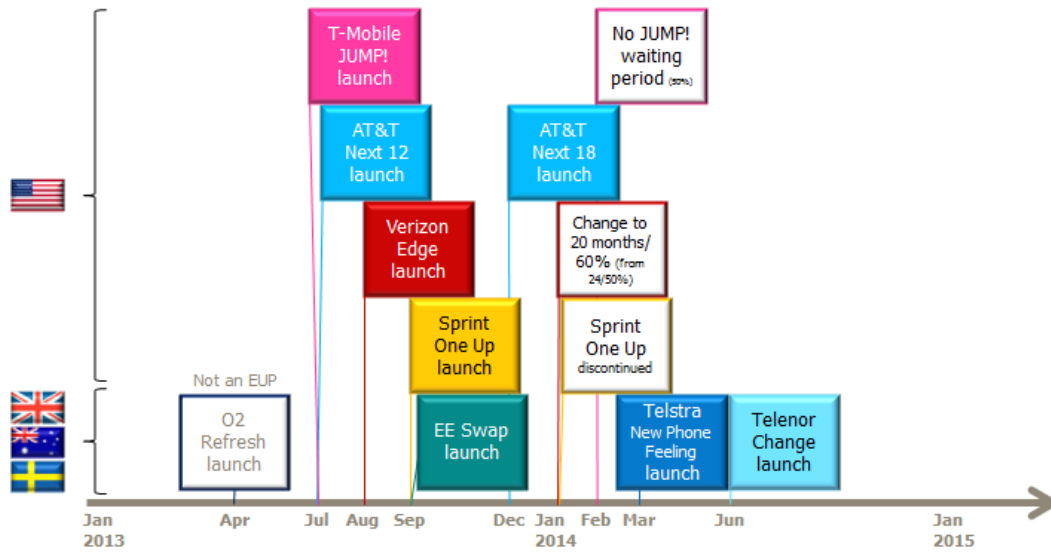 T-Mobile
JUMP!
launch
No JUMP!
waiting
period (50%)
AT&T
Next 12
launch
AT&T
Next 18
launch
Verizon
Edge
launch
Change to
20 months/
60% (from
24/50%)
Sprint
One Up
launch
Sprint
One Up
discontinued
Not an EUP
O2
Refresh
launch
EE Swap
launch
Telstra
New Phone
Feeling
launch
Telenor
Change
launch
Jan
2013
Apr
Jul
Aug
Sep
Dec
Jan
2014
Feb
Mar
Jun
Jan
2015